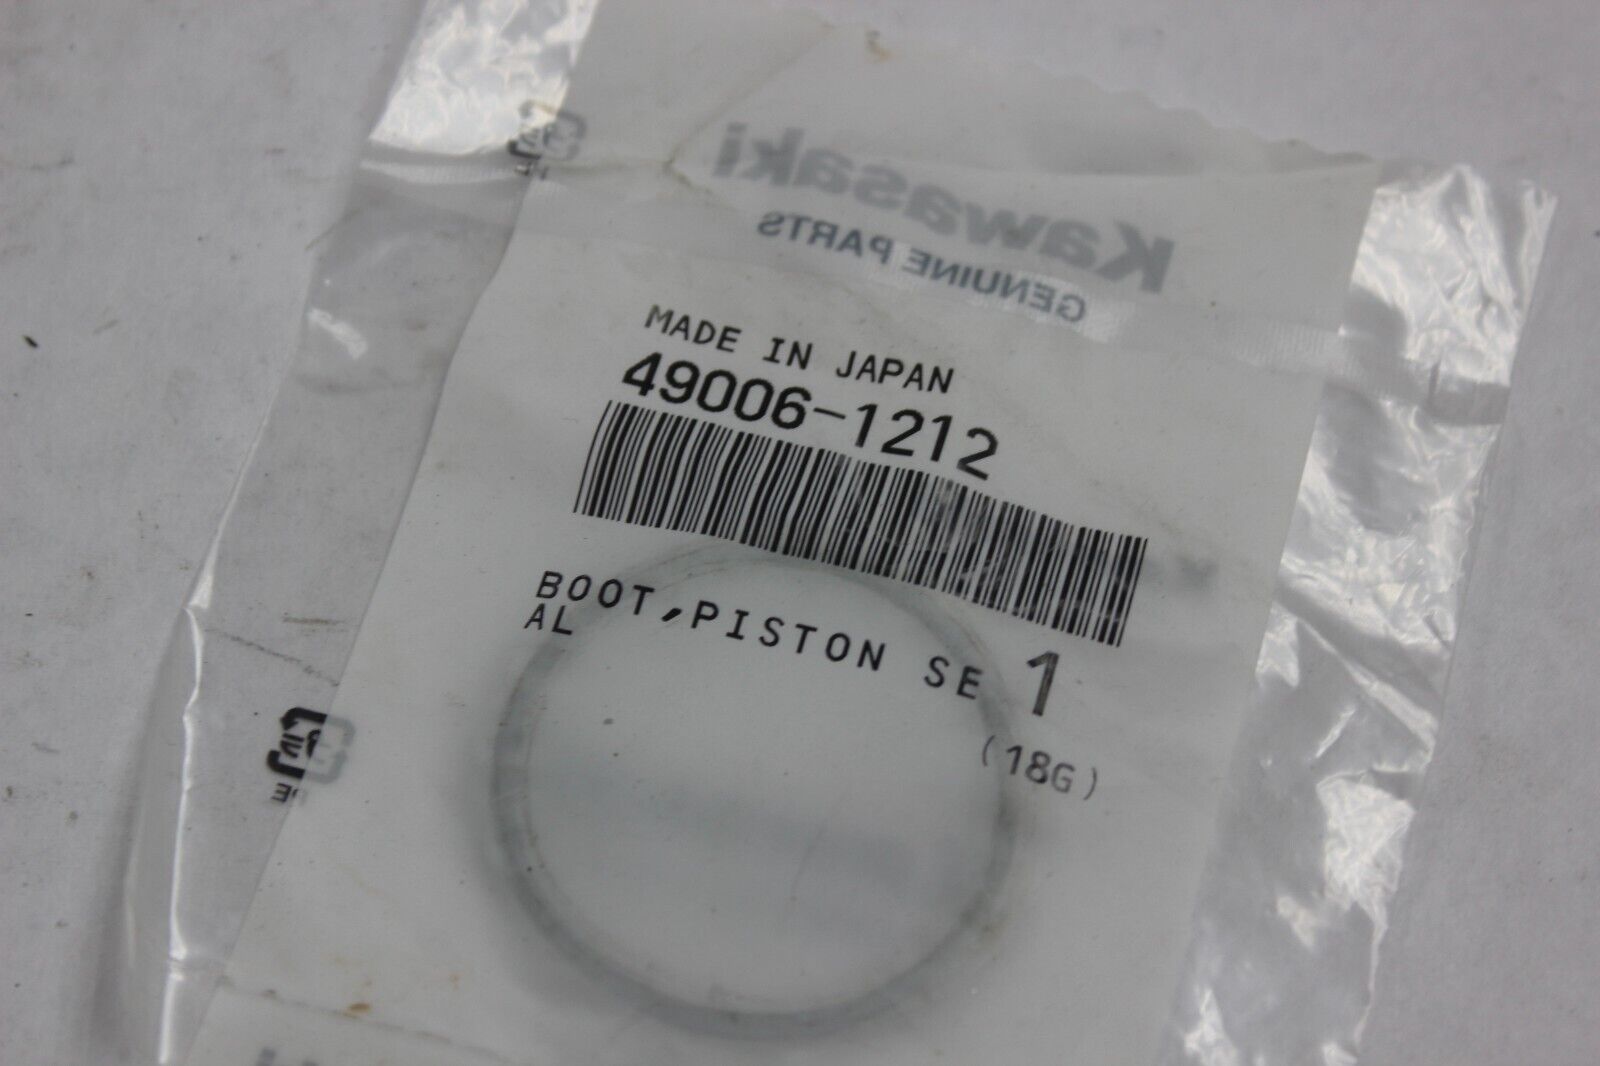 Kawasaki
GENUINE PARTS
MADE IN JAPAN
49006-1212
BOOT,PISTON SE 1
AL
(18G)